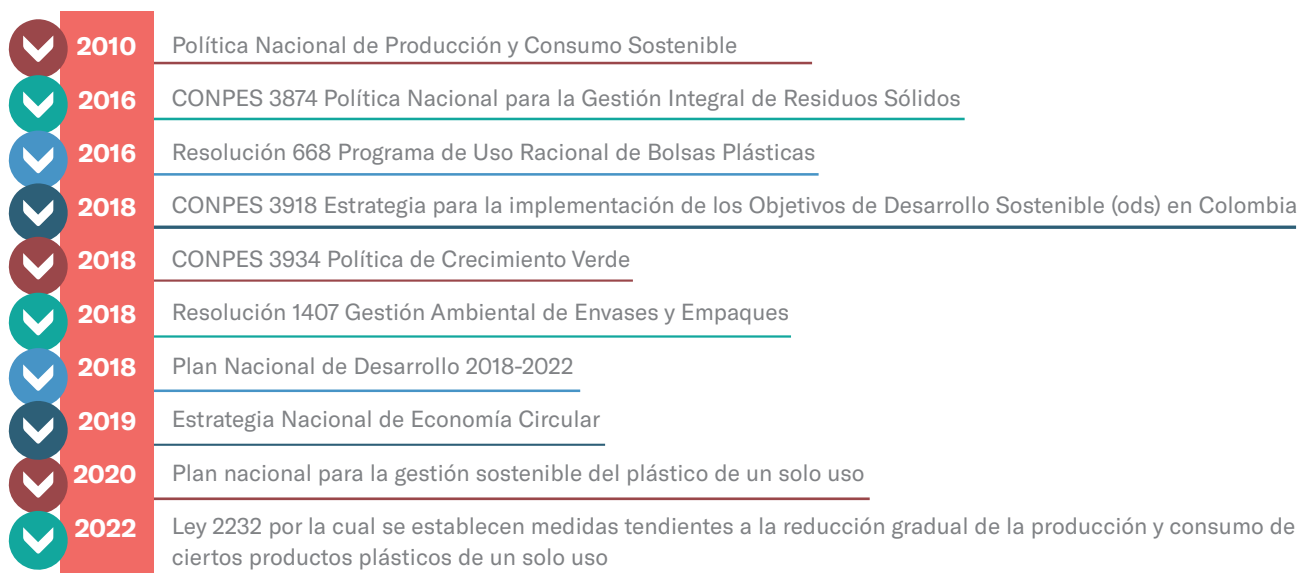 2010 Política Nacional de Producción y Consumo Sostenible
2016 CONPES 3874 Política Nacional para la Gestión Integral de Residuos Sólidos
2016 Resolución 668 Programa de Uso Racional de Bolsas Plásticas
2018 CONPES 3918 Estrategia para la implementación de los Objetivos de Desarrollo Sostenible (ods) en Colombia
2018 CONPES 3934 Política de Crecimiento Verde
2018 Resolución 1407 Gestión Ambiental de Envases y Empaques
2018 Plan Nacional de Desarrollo 2018-2022
2019 Estrategia Nacional de Economía Circular
2020 Plan nacional para la gestión sostenible del plástico de un solo uso
2022 Ley 2232 por la cual se establecen medidas tendientes a la reducción gradual de la producción y consumo de
ciertos productos plásticos de un solo uso